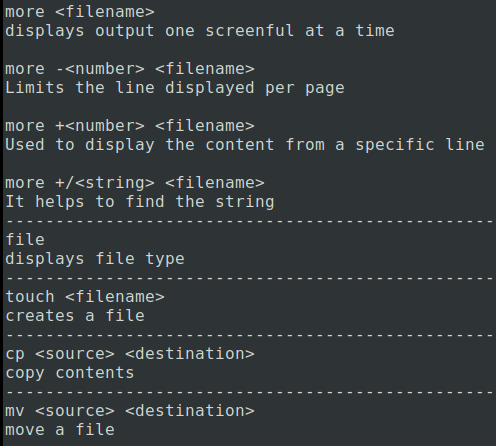 more <filename>
displays output one screenful at a time
more -<number> <filename>
Limits the line displayed per page
more +<number> <filename>
Used to display the content from a specific line
more +/<string> <filename>
It helps to find the string
-------------------------------------------------
file
displays file type
-------------------------------------------------
touch <filename>
creates a file
-------------------------------------------------
cp <source> <destination>
copy contents
-------------------------------------------------
mv <source> <destination>
move a file